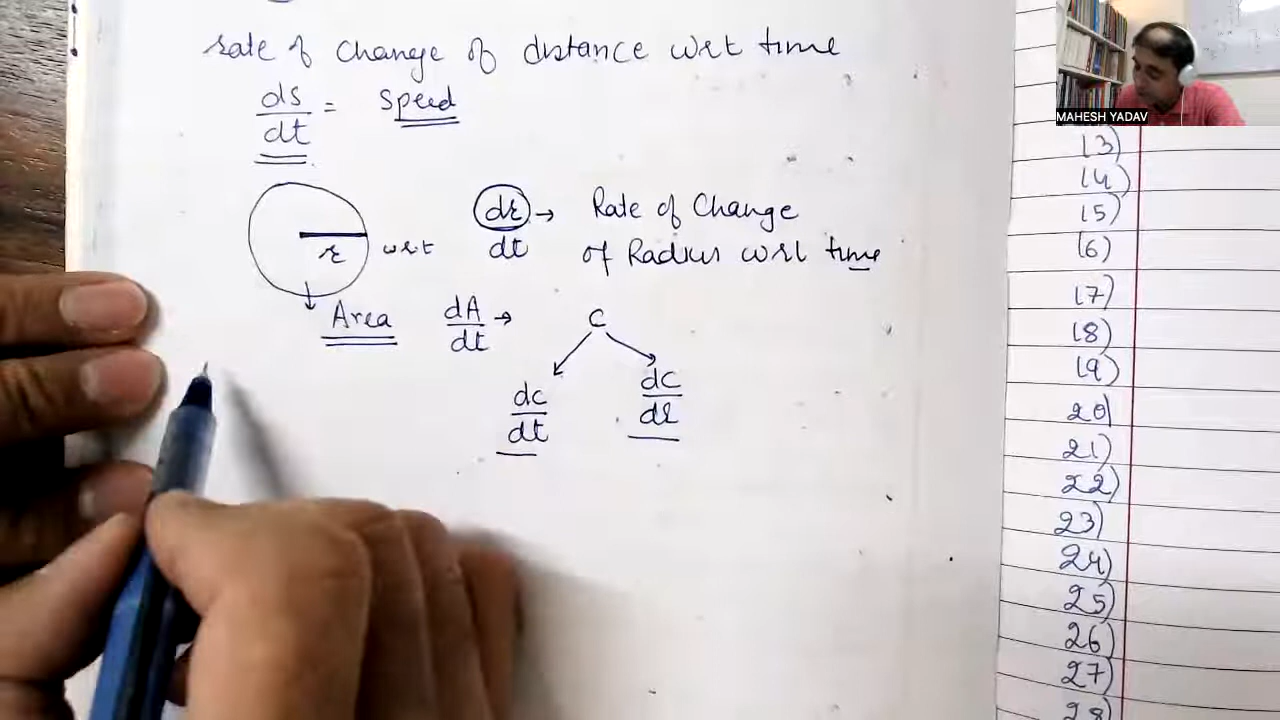 rate of change of distance wrt time
ds/dt = speed
r wrt dr/dt → Rate of Change
of Radius wrt time
Area dA/dt → C
dc/dt dc/dr
MAHESH YADAV
13)
14)
15)
16)
17)
18)
19)
20)
21)
22)
23)
24)
25)
26)
27)
28)